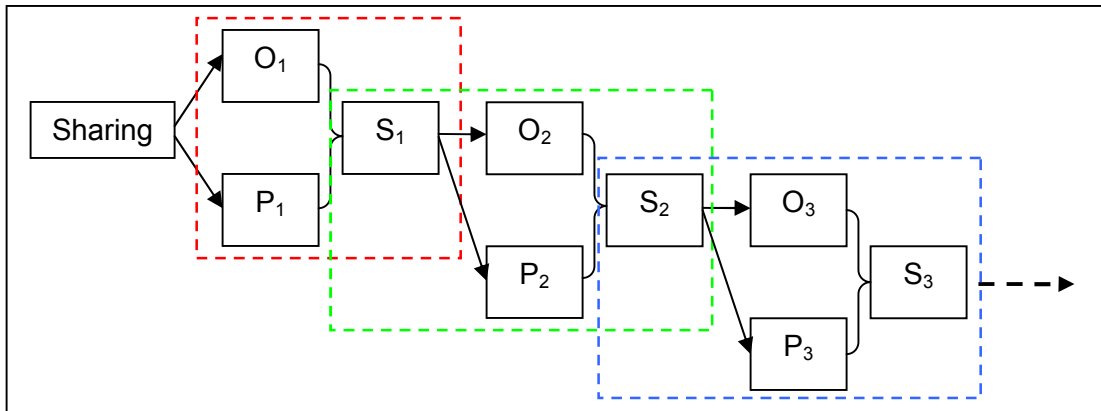 Sharing
O₁
P₁
S₁
O₂
P₂
S₂
O₃
P₃
S₃